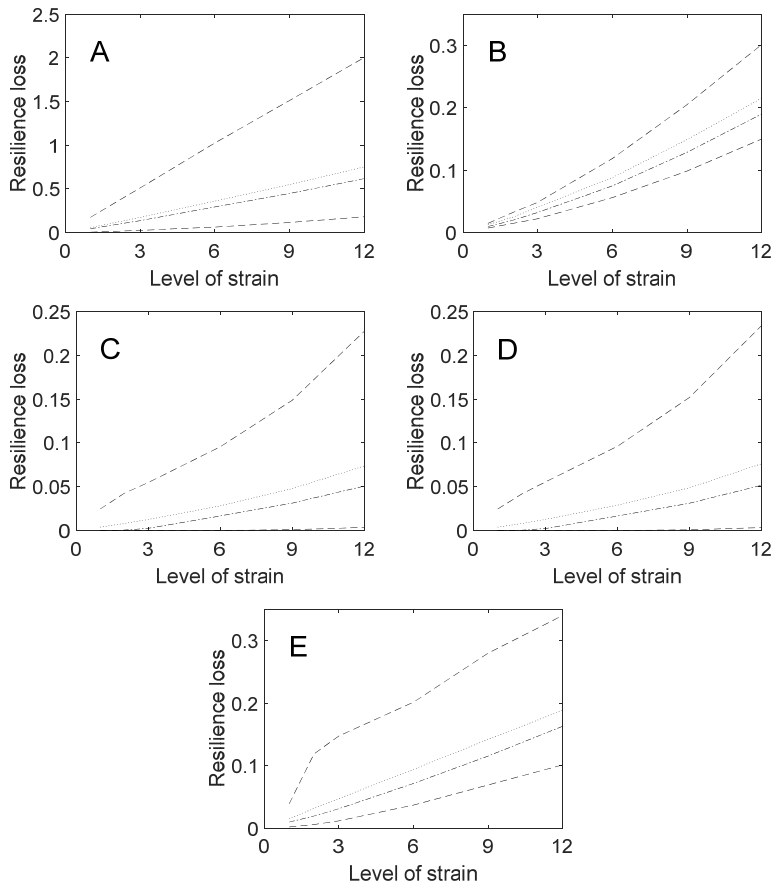 A
Resilience loss
2.5
2
1.5
1
0.5
0
0 3 6 9 12
Level of strain
B
Resilience loss
0.3
0.2
0.1
0
0 3 6 9 12
Level of strain
C
Resilience loss
0.25
0.2
0.15
0.1
0.05
0
0 3 6 9 12
Level of strain
D
Resilience loss
0.25
0.2
0.15
0.1
0.05
0
0 3 6 9 12
Level of strain
E
Resilience loss
0.3
0.2
0.1
0
0 3 6 9 12
Level of strain